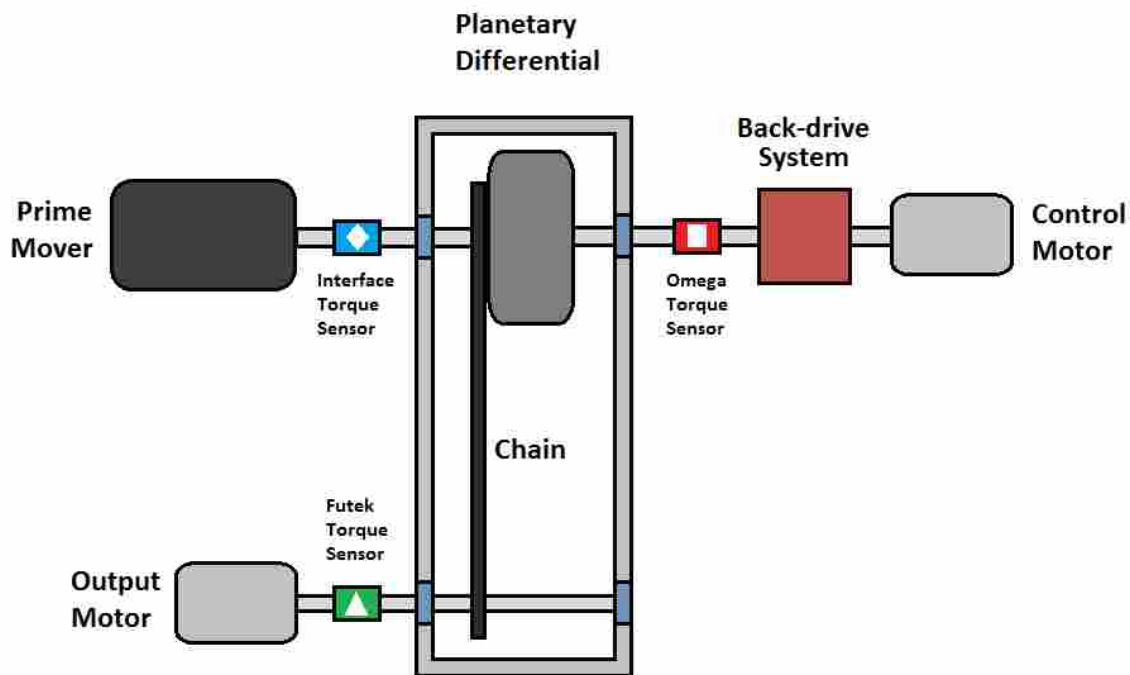 Planetary
Differential
Back-drive
System
Prime
Mover
Control
Motor
Interface
Torque
Sensor
Omega
Torque
Sensor
Chain
Futek
Torque
Sensor
Output
Motor